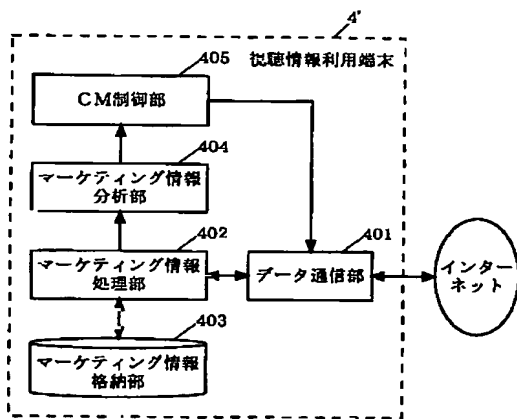 4'
405
視聴情報利用端末
CM制御部
404
マーケティング情報
分析部
402
マーケティング情報
処理部
401
データ通信部
インター
ネット
403
マーケティング情報
格納部